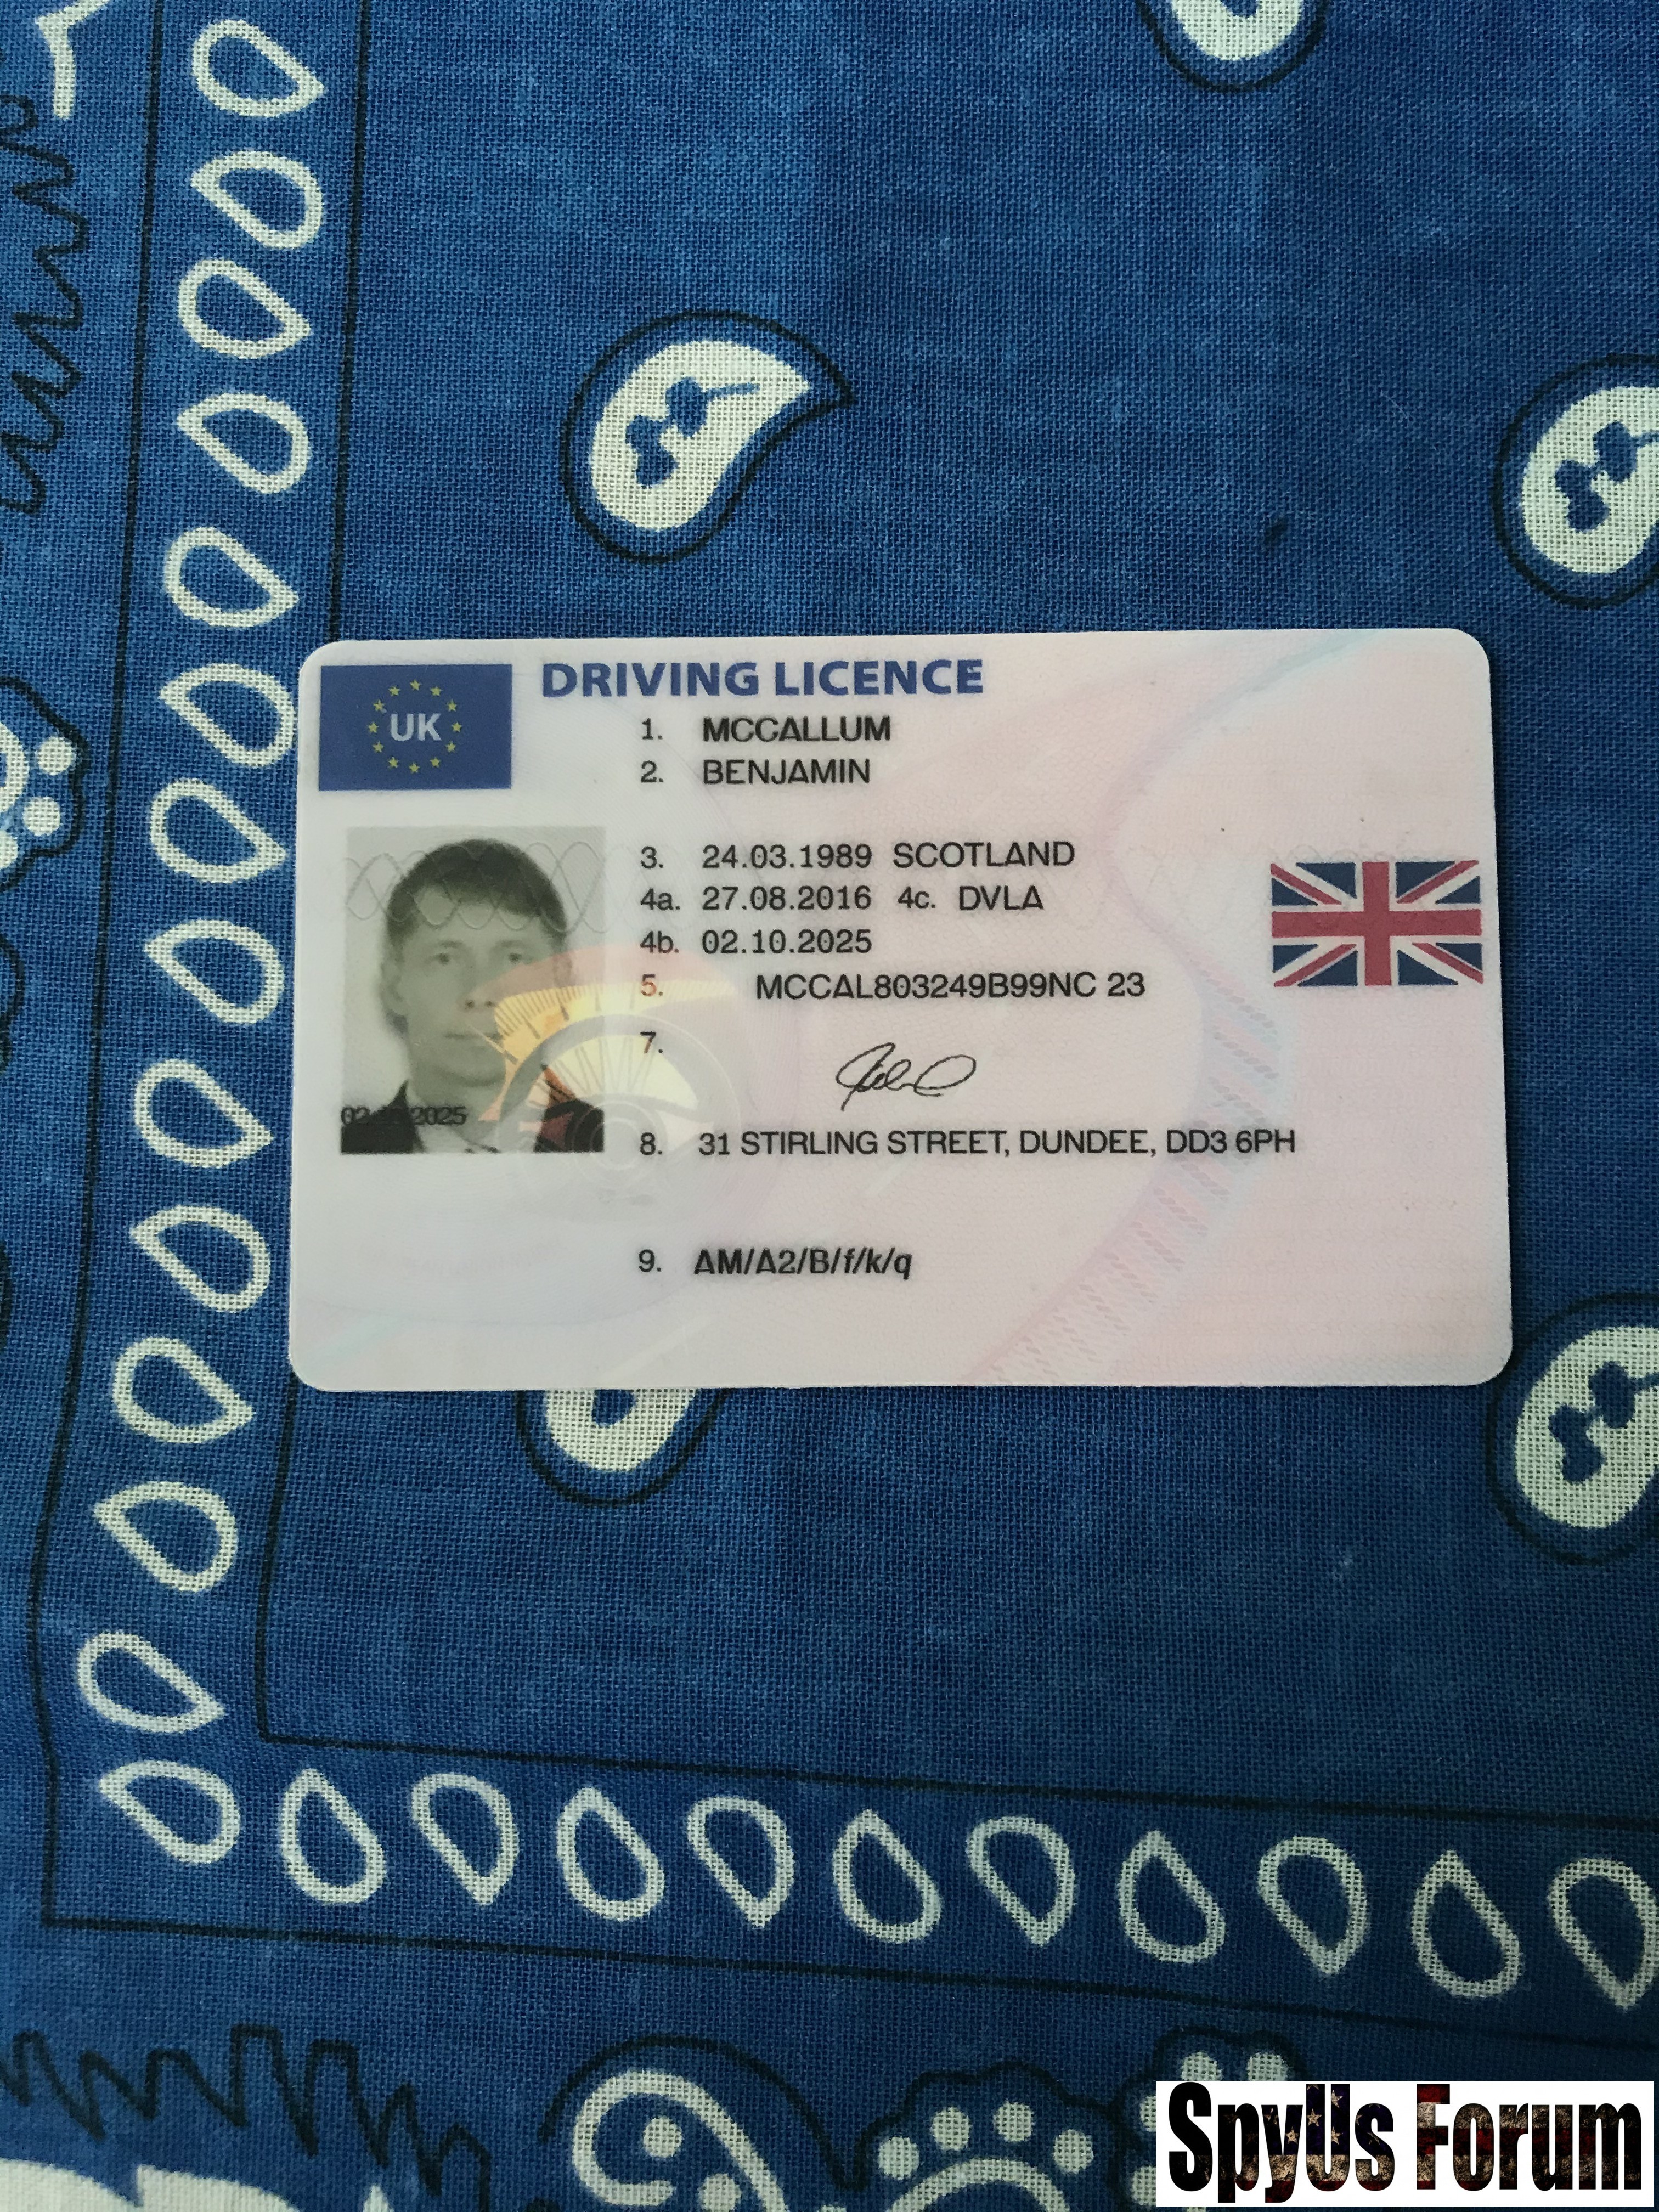 UK
DRIVING LICENCE
1. MCCALLUM
2. BENJAMIN
3. 24.03.1989 SCOTLAND
4a. 27.08.2016 4c. DVLA
4b. 02.10.2025
5. MCCAL803249B99NC 23
7.
2025
8. 31 STIRLING STREET, DUNDEE, DD3 6PH
9. AM/A2/B/f/k/q
SpyUs Forum